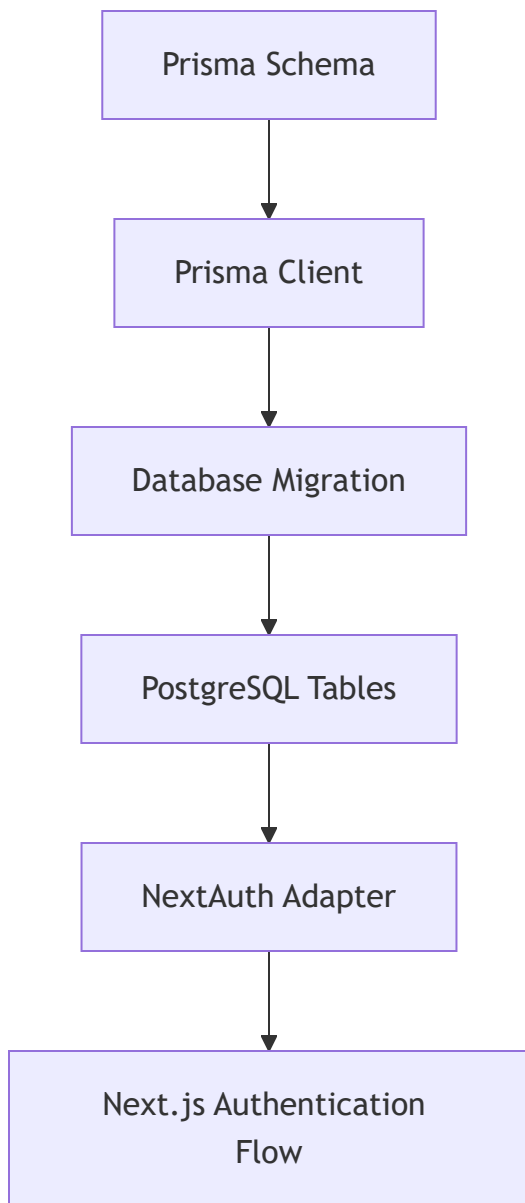 Prisma Schema
Prisma Client
Database Migration
PostgreSQL Tables
NextAuth Adapter
Next.js Authentication
Flow